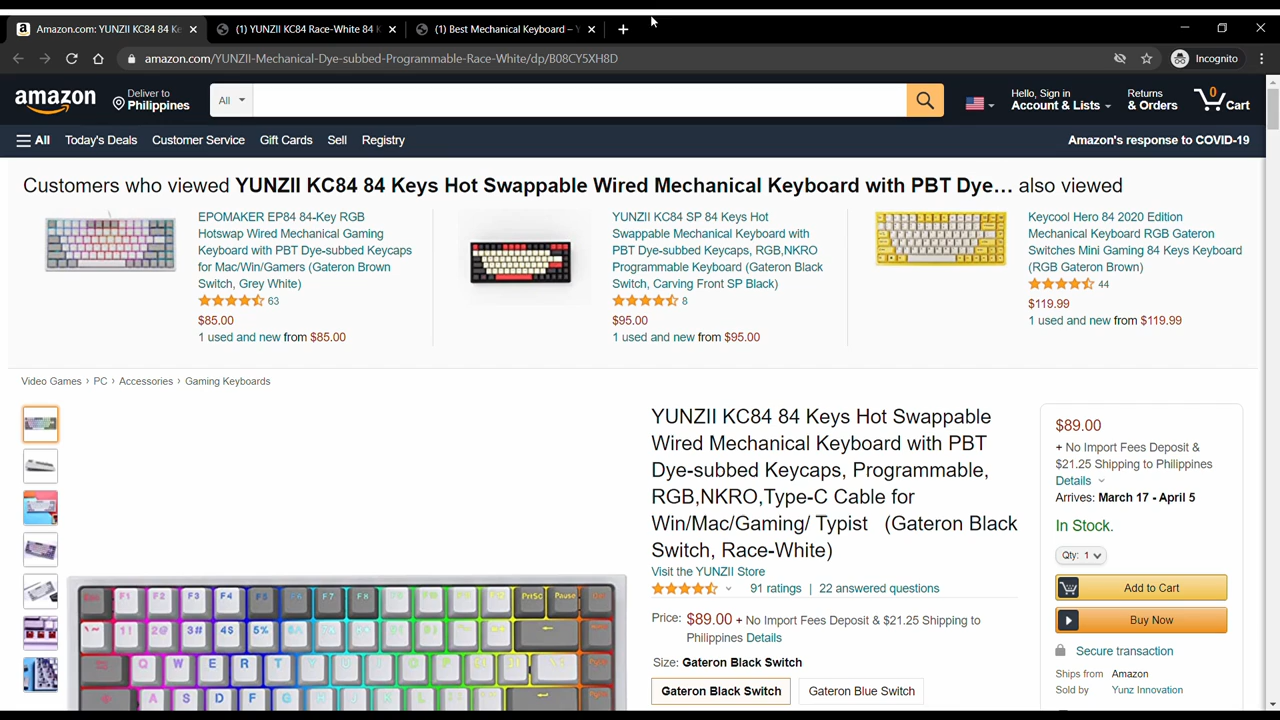 Amazon.com: YUNZII KC84 84 Ke
(1) YUNZII KC84 Race-White 84
(1) Best Mechanical Keyboard –
amazon.com/YUNZII-Mechanical-Dye-subbed-Programmable-Race-White/dp/B08CY5XH8D
Incognito
amazon
Deliver to
Philippines
All
Hello, Sign in
Account & Lists
Returns
& Orders
0
Cart
All
Today's Deals
Customer Service
Gift Cards
Sell
Registry
Amazon's response to COVID-19
Customers who viewed YUNZII KC84 84 Keys Hot Swappable Wired Mechanical Keyboard with PBT Dye… also viewed
EPOMAKER EP84 84-Key RGB
Hotswap Wired Mechanical Gaming
Keyboard with PBT Dye-subbed Keycaps
for Mac/Win/Gamers (Gateron Brown
Switch, Grey White)
63
$85.00
1 used and new from $85.00
YUNZII KC84 SP 84 Keys Hot
Swappable Mechanical Keyboard with
PBT Dye-subbed Keycaps, RGB,NKRO
Programmable Keyboard (Gateron Black
Switch, Carving Front SP Black)
8
$95.00
1 used and new from $95.00
Keycool Hero 84 2020 Edition
Mechanical Keyboard RGB Gateron
Switches Mini Gaming 84 Keys Keyboard
(RGB Gateron Brown)
44
$119.99
1 used and new from $119.99
Video Games › PC › Accessories › Gaming Keyboards
YUNZII KC84 84 Keys Hot Swappable
Wired Mechanical Keyboard with PBT
Dye-subbed Keycaps, Programmable,
RGB,NKRO,Type-C Cable for
Win/Mac/Gaming/ Typist (Gateron Black
Switch, Race-White)
Visit the YUNZII Store
91 ratings | 22 answered questions
Price: $89.00 + No Import Fees Deposit & $21.25 Shipping to
Philippines Details
Size: Gateron Black Switch
Gateron Black Switch
Gateron Blue Switch
$89.00
+ No Import Fees Deposit &
$21.25 Shipping to Philippines
Details
Arrives: March 17 - April 5
In Stock.
Qty: 1
Add to Cart
Buy Now
Secure transaction
Ships from Amazon
Sold by Yunz Innovation
F1 F2 F3 F4 F5 F7 F8 PrtSC Pause
1! 2@ 3# 4$ 5%
Q W E R T
A S D F G